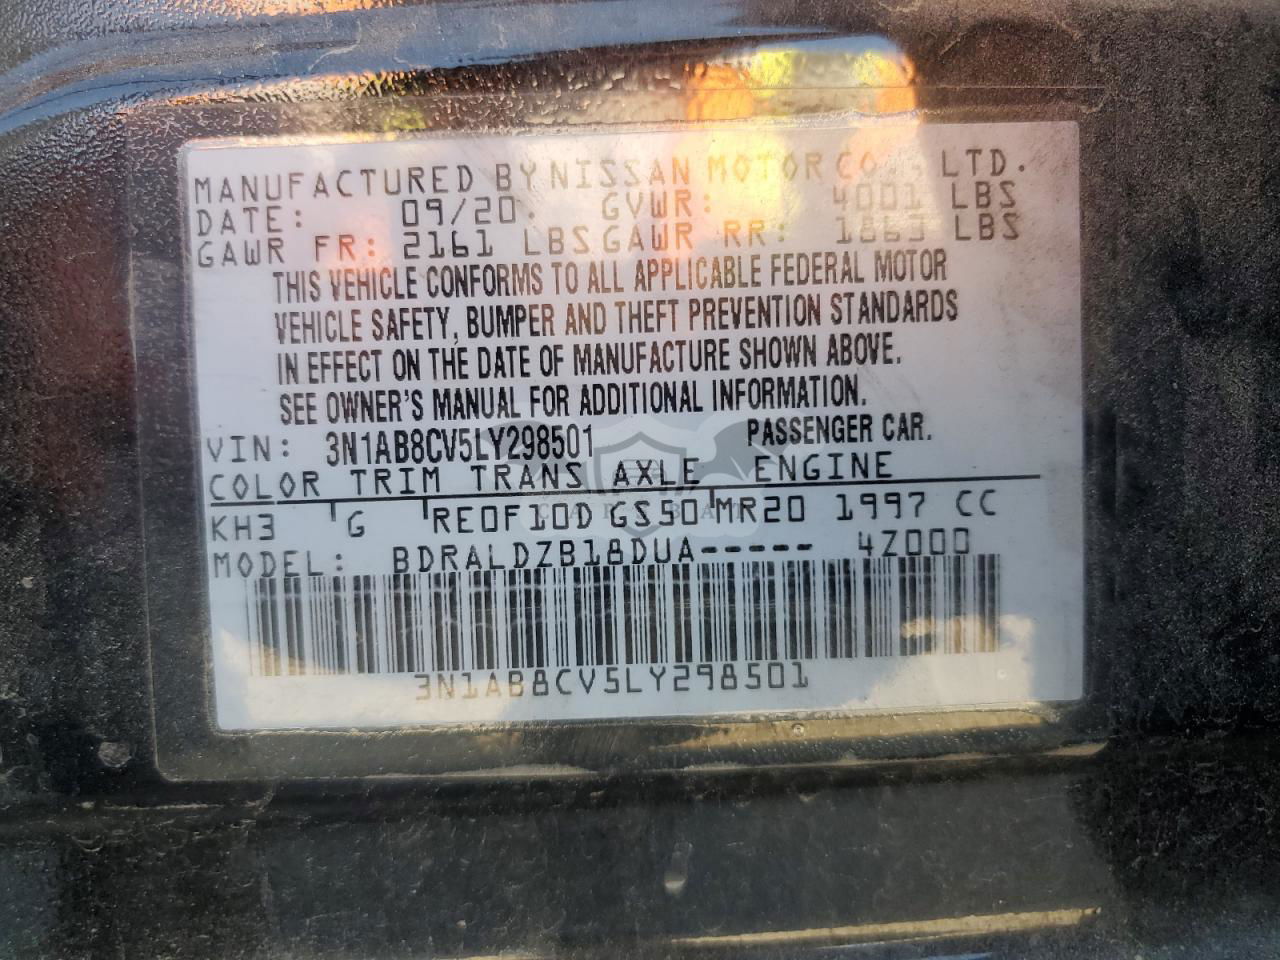 MANUFACTURED BY NISSAN MOTOR CO., LTD.
DATE: 09/20. GVWR: 4001 LBS
GAWR FR: 2161 LBS GAWR RR: 1863 LBS
THIS VEHICLE CONFORMS TO ALL APPLICABLE FEDERAL MOTOR
VEHICLE SAFETY, BUMPER AND THEFT PREVENTION STANDARDS
IN EFFECT ON THE DATE OF MANUFACTURE SHOWN ABOVE.
SEE OWNER'S MANUAL FOR ADDITIONAL INFORMATION.
VIN: 3N1AB8CV5LY298501 PASSENGER CAR.
COLOR TRIM TRANS AXLE ENGINE
KH3 G RE0F10D GS50 MR20 1997 CC
MODEL: BDRALDZB18DUA----- 4Z000
3N1AB8CV5LY298501